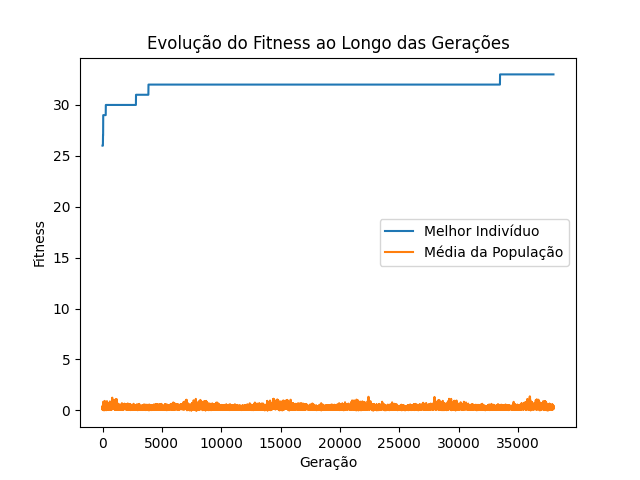 Evolução do Fitness ao Longo das Gerações
Fitness
30
25
20
15
10
5
0
Melhor Indivíduo
Média da População
0 5000 10000 15000 20000 25000 30000 35000
Geração